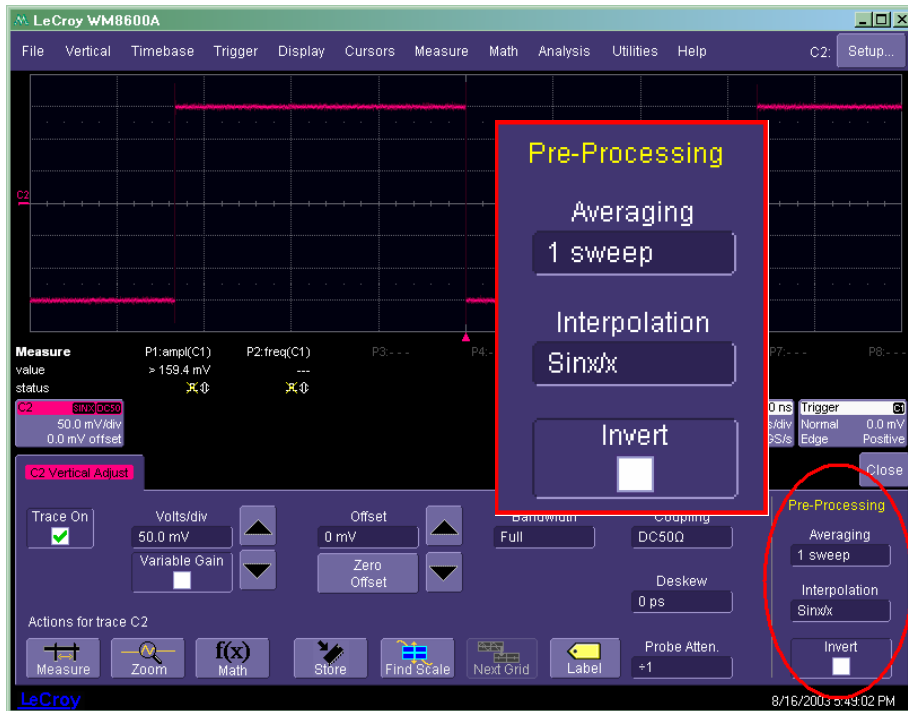 LeCroy WM8600A
File Vertical Timebase Trigger Display Cursors Measure Math Analysis Utilities Help C2: Setup...
C2
Pre-Processing
Averaging
1 sweep
Interpolation
Sinx/x
Invert
Measure P1:ampl(C1) P2:freq(C1) P3:- - - P4:- P7:- - - P8:- - -
value > 159.4 mV ---
status
C2 SINX DC50
50.0 mV/div
0.0 mV offset
0 ns
s/div
GS/s
Trigger C1
Normal 0.0 mV
Edge Positive
C2 Vertical Adjust
Close
Trace On
Volts/div
50.0 mV
Variable Gain
Offset
0 mV
Zero
Offset
Bandwidth
Full
Coupling
DC50Ω
Deskew
0 ps
Probe Atten.
÷1
Pre-Processing
Averaging
1 sweep
Interpolation
Sinx/x
Invert
Actions for trace C2
Measure
Zoom
f(x)
Math
Store
Find Scale
Next Grid
Label
LeCroy
8/16/2003 5:49:02 PM